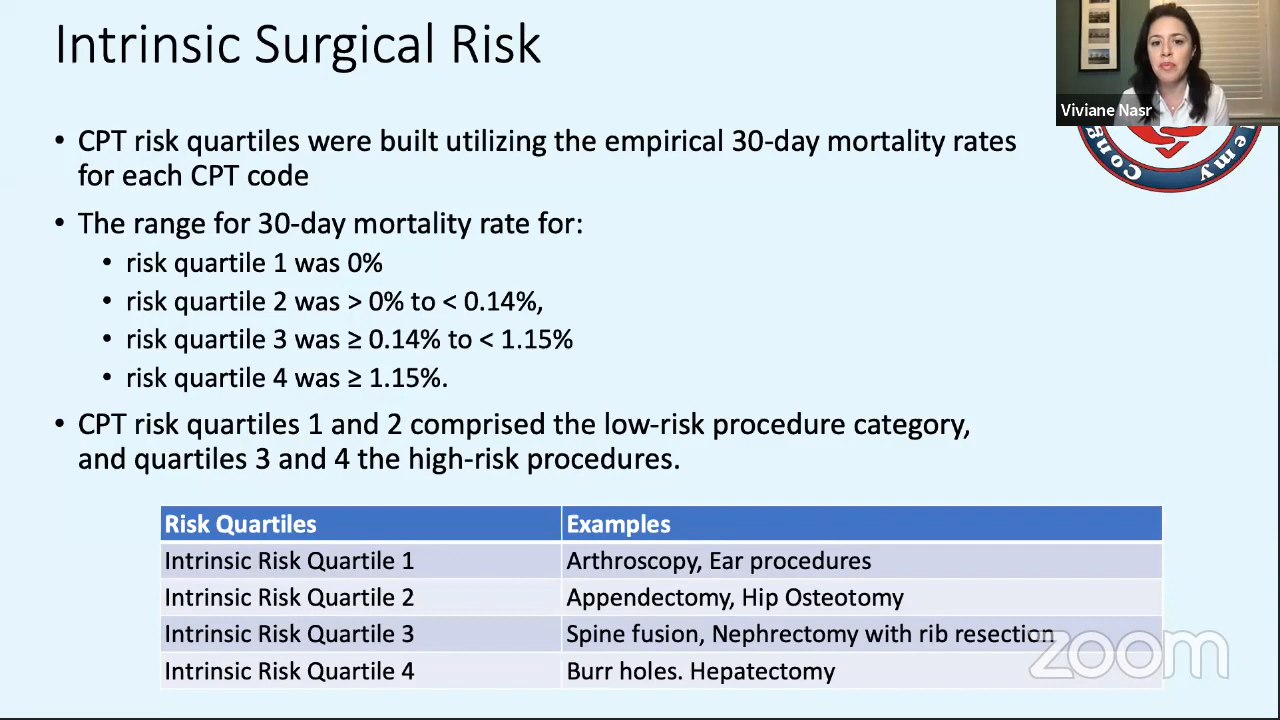 Intrinsic Surgical Risk
Viviane Nasr
• CPT risk quartiles were built utilizing the empirical 30-day mortality rates
for each CPT code
• The range for 30-day mortality rate for:
• risk quartile 1 was 0%
• risk quartile 2 was > 0% to < 0.14%,
• risk quartile 3 was ≥ 0.14% to < 1.15%
• risk quartile 4 was ≥ 1.15%.
• CPT risk quartiles 1 and 2 comprised the low-risk procedure category,
and quartiles 3 and 4 the high-risk procedures.
Risk Quartiles Examples
Intrinsic Risk Quartile 1 Arthroscopy, Ear procedures
Intrinsic Risk Quartile 2 Appendectomy, Hip Osteotomy
Intrinsic Risk Quartile 3 Spine fusion, Nephrectomy with rib resection
Intrinsic Risk Quartile 4 Burr holes. Hepatectomy
zoom